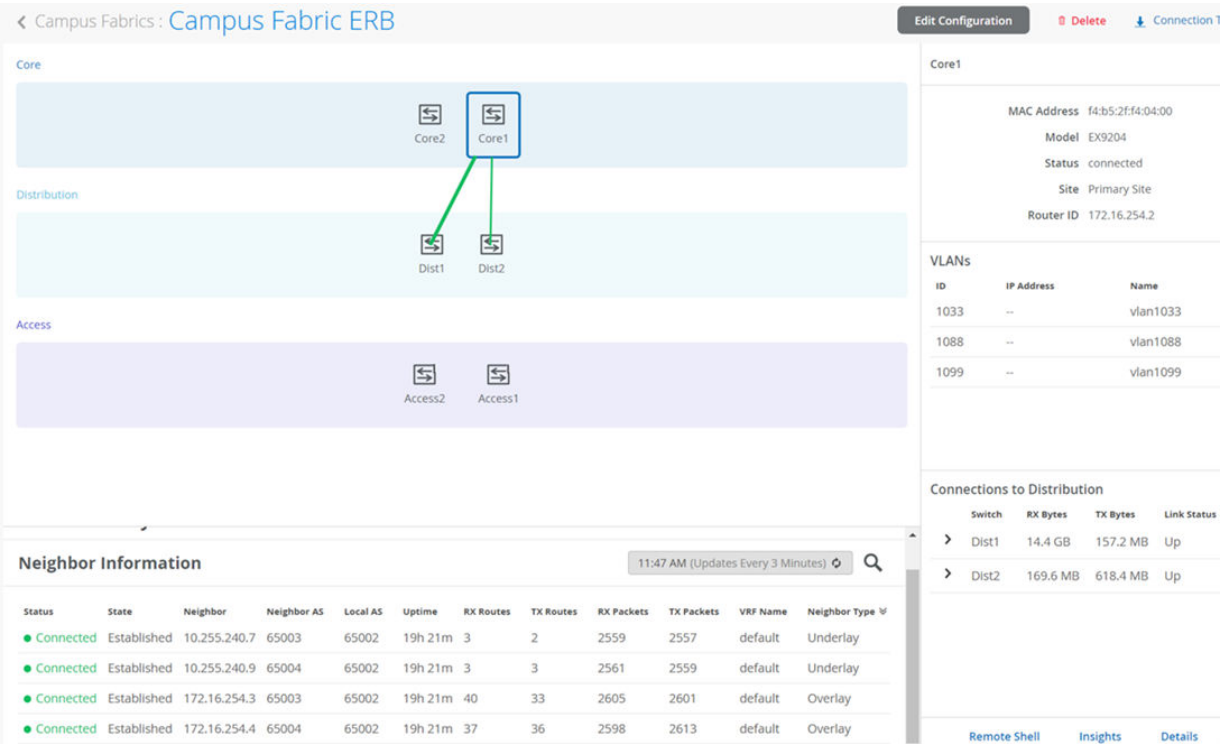 Campus Fabrics : Campus Fabric ERB
Edit Configuration Delete Connection T
Core
Core2 Core1
Distribution
Dist1 Dist2
Access
Access2 Access1
Neighbor Information
11:47 AM (Updates Every 3 Minutes)
Status State Neighbor Neighbor AS Local AS Uptime RX Routes TX Routes RX Packets TX Packets VRF Name Neighbor Type
Connected Established 10.255.240.7 65003 65002 19h 21m 3 2 2559 2557 default Underlay
Connected Established 10.255.240.9 65004 65002 19h 21m 3 3 2561 2559 default Underlay
Connected Established 172.16.254.3 65003 65002 19h 21m 40 33 2605 2601 default Overlay
Connected Established 172.16.254.4 65004 65002 19h 21m 37 36 2598 2613 default Overlay
Core1
MAC Address f4:b5:2f:f4:04:00
Model EX9204
Status connected
Site Primary Site
Router ID 172.16.254.2
VLANs
ID IP Address Name
1033 -- vlan1033
1088 -- vlan1088
1099 -- vlan1099
Connections to Distribution
Switch RX Bytes TX Bytes Link Status
Dist1 14.4 GB 157.2 MB Up
Dist2 169.6 MB 618.4 MB Up
Remote Shell Insights Details